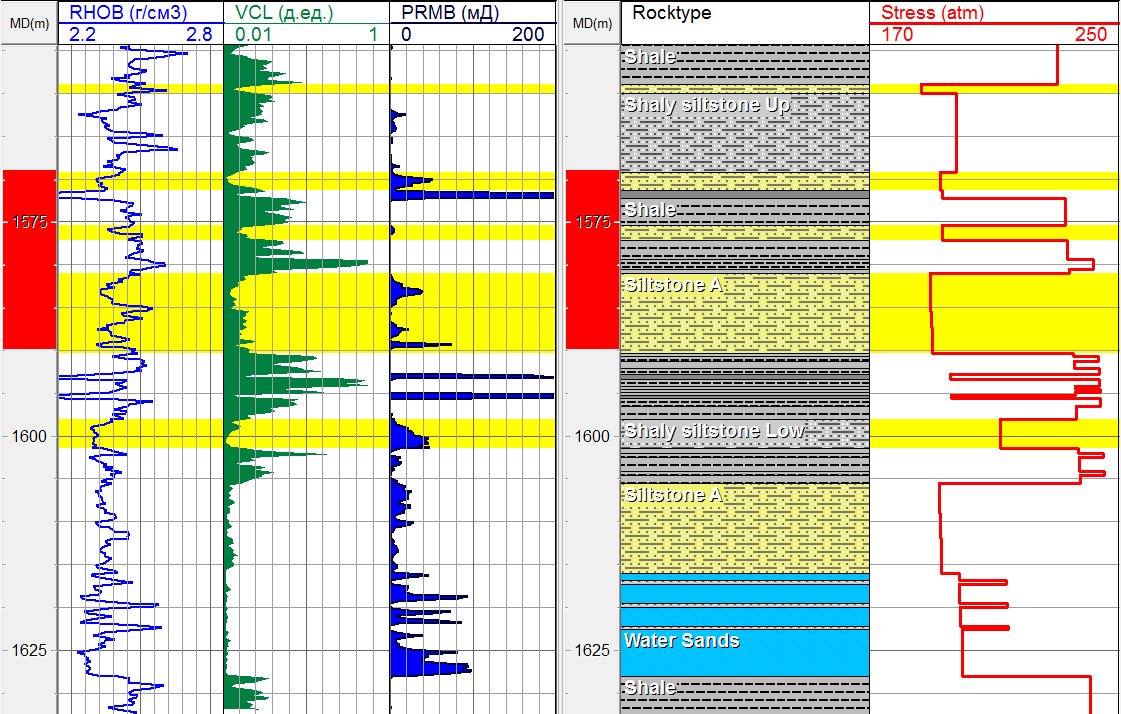 MD(m) RHOB (г/см3) VCL (д.ед.) PRMB (мД) MD(m) Rocktype Stress (atm)
2.2 2.8 0.01 1 0 200 170 250
Shale
Shaly siltstone Up
Shale
1575 1575
Siltstone A
Shaly siltstone Low
1600 1600
Siltstone A
Water Sands
1625 1625
Shale